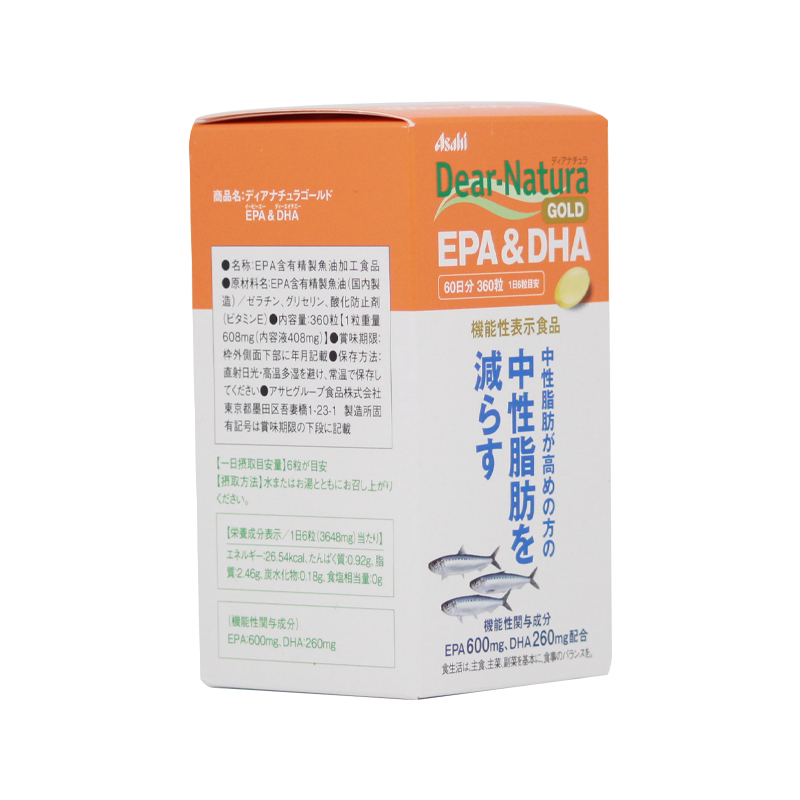 商品名:ディアナチュラゴールド
イーピーエー ディーエイチエー
EPA & DHA
●名称:EPA含有精製魚油加工食品
●原材料名:EPA含有精製魚油(国内製
造)/ゼラチン、グリセリン、酸化防止剤
(ビタミンE)●内容量:360粒【1粒重量
608mg(内容液408mg)】●賞味期限:
枠外側面下部に年月記載●保存方法:
直射日光・高温多湿を避け、常温で保存し
てください●アサヒグループ食品株式会社
東京都墨田区吾妻橋1-23-1 製造所固
有記号は賞味期限の下段に記載
【一日摂取目安量】6粒が目安
【摂取方法】水またはお湯とともにお召し上がり
ください。
【栄養成分表示/1日6粒(3648mg)当たり】
エネルギー:26.54kcal、たんぱく質:0.92g、脂
質:2.46g、炭水化物:0.18g、食塩相当量:0g
(機能性関与成分)
EPA:600mg、DHA:260mg
Asahi
ディアナチュラ
Dear-Natura
GOLD
EPA & DHA
60日分 360粒 1日6粒目安
機能性表示食品
中性脂肪が高めの方の
中性脂肪を
減らす
機能性関与成分
EPA600mg、DHA260mg配合
食生活は、主食、主菜、副菜を基本に、食事のバランスを。